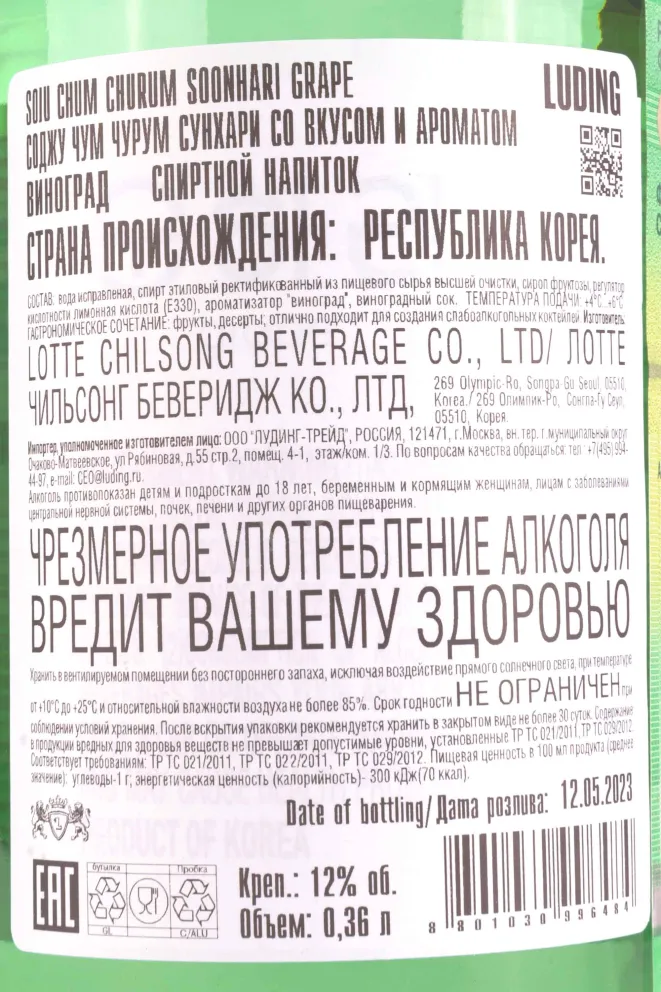 SOJU CHUM CHURUM SOONHARI GRAPE
LUDING
СОДЖУ ЧУМ ЧУРУМ СУНХАРИ СО ВКУСОМ И АРОМАТОМ
ВИНОГРАД СПИРТНОЙ НАПИТОК
СТРАНА ПРОИСХОЖДЕНИЯ: РЕСПУБЛИКА КОРЕЯ.
СОСТАВ: вода исправленая, спирт этиловый ректификованный из пищевого сырья высшей очистки, сироп фруктозы, регулятор
кислотности лимонная кислота (Е330), ароматизатор "виноград", виноградный сок. ТЕМПЕРАТУРА ПОДАЧИ: +4°С +6°С
ГАСТРОНОМИЧЕСКОЕ СОЧЕТАНИЕ: фрукты, десерты; отлично подходит для создания слабоалкогольных коктейлей. Изготовитель:
LOTTE CHILSONG BEVERAGE CO., LTD/ ЛОТТЕ
ЧИЛЬСОНГ БЕВЕРИДЖ КО., ЛТД,
269 Olympic-Ro, Songpa-Gu Seoul, 05510,
Korea./ 269 Олимпик-Ро, Сонгпа-Гу Сеул,
05510, Корея.
Импортер, уполномоченное изготовителем лицо: ООО "ЛУДИНГ-ТРЕЙД", РОССИЯ, 121471, г.Москва, вн. тер. г. муниципальный округ
Очаково-Матвеевское, ул Рябиновая, д.55 стр.2, помещ. 4-1, этаж/ком. 1/3. По вопросам качества обращаться: тел.: +7(495) 994-
44-97, e-mail: CEO@luding.ru.
Алкоголь противопоказан детям и подросткам до 18 лет, беременным и кормящим женщинам, лицам с заболеваниями
центральной нервной системы, почек, печени и других органов пищеварения.
ЧРЕЗМЕРНОЕ УПОТРЕБЛЕНИЕ АЛКОГОЛЯ
ВРЕДИТ ВАШЕМУ ЗДОРОВЬЮ
Хранить в вентилируемом помещении без постороннего запаха, исключая воздействие прямого солнечного света, при температуре
от +10°С до +25°С и относительной влажности воздуха не более 85%. Срок годности НЕ ОГРАНИЧЕН при
соблюдении условий хранения. После вскрытия упаковки рекомендуется хранить в закрытом виде не более 30 суток. Содержание
в продукции вредных для здоровья веществ не превышает допустимые уровни, установленные ТР ТС 021/2011, ТР ТС 029/2012.
Соответствует требованиям: ТР ТС 021/2011, ТР ТС 022/2011, ТР ТС 029/2012. Пищевая ценность в 100 мл продукта (среднее
значение): углеводы-1 г; энергетическая ценность (калорийность)- 300 кДж(70 ккал).
Date of bottling/Дата розлива: 12.05.2023
PRODUCT OF KOREA
EAC
бутылка Пробка
GL C/ALU
Креп.: 12% об.
Объем: 0,36 л
8 801030 996484